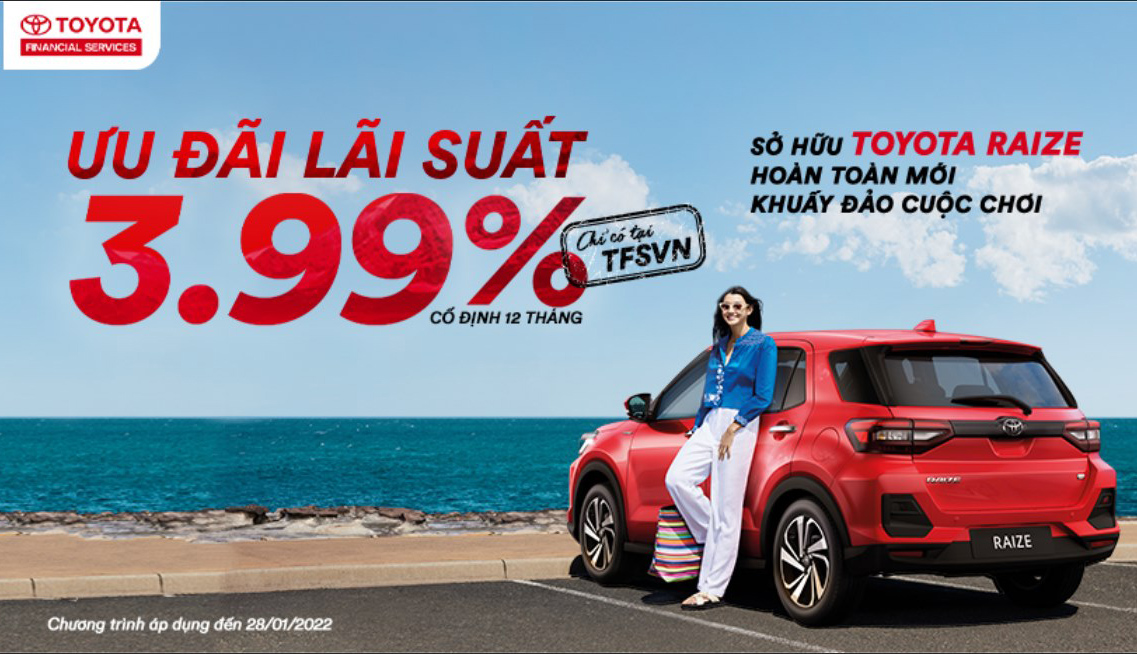 TOYOTA
FINANCIAL SERVICES
ƯU ĐÃI LÃI SUẤT
3.99%
Chỉ có tại
TFSVN
CỐ ĐỊNH 12 THÁNG
SỞ HỮU TOYOTA RAIZE
HOÀN TOÀN MỚI
KHUẤY ĐẢO CUỘC CHƠI
RAIZE
RAIZE
Chương trình áp dụng đến 28/01/2022